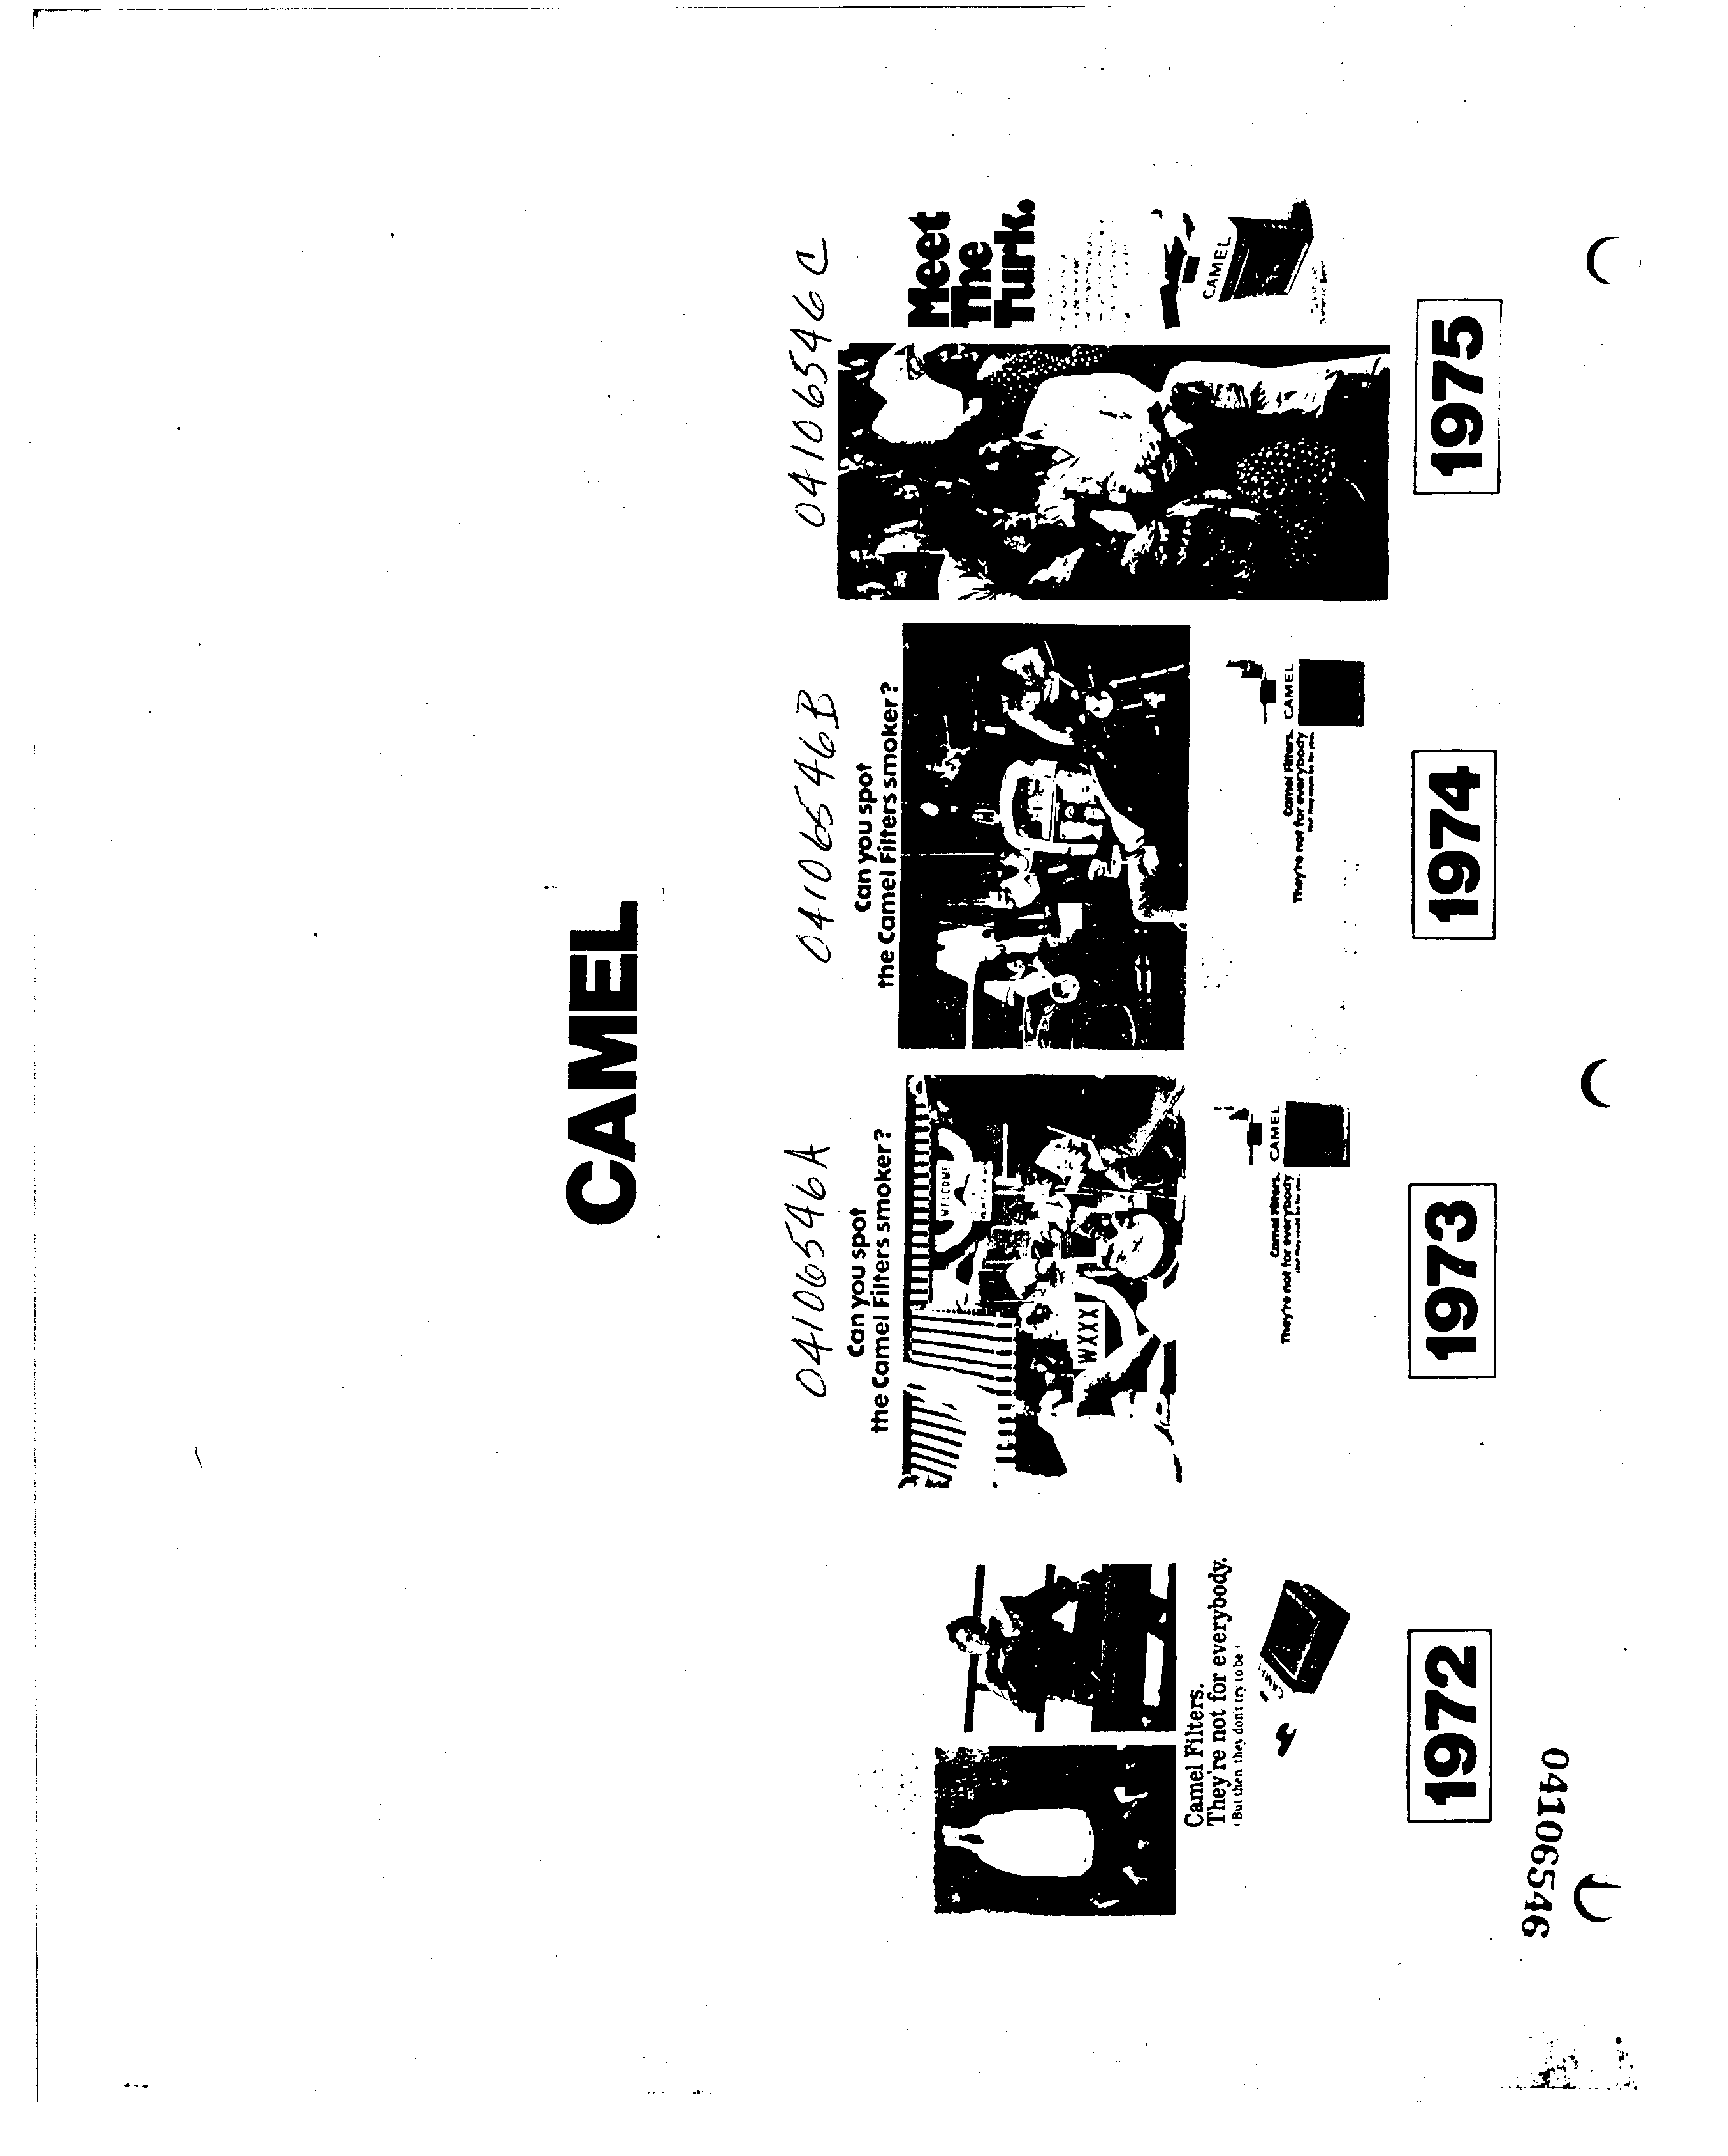 CAMEL
04106546A
04106546B
04106546C
Camel Filters.
They're not for everybody.
(But then, they don't try to be.)
1972
Can you spot
the Camel Filters smoker?
WELCOME
WXXX
Camel Filters.
They're not for everybody
CAMEL
1973
Can you spot
the Camel Filters smoker?
Camel Filters.
They're not for everybody
CAMEL
1974
Meet
The
Turk.
CAMEL
1975
04106546